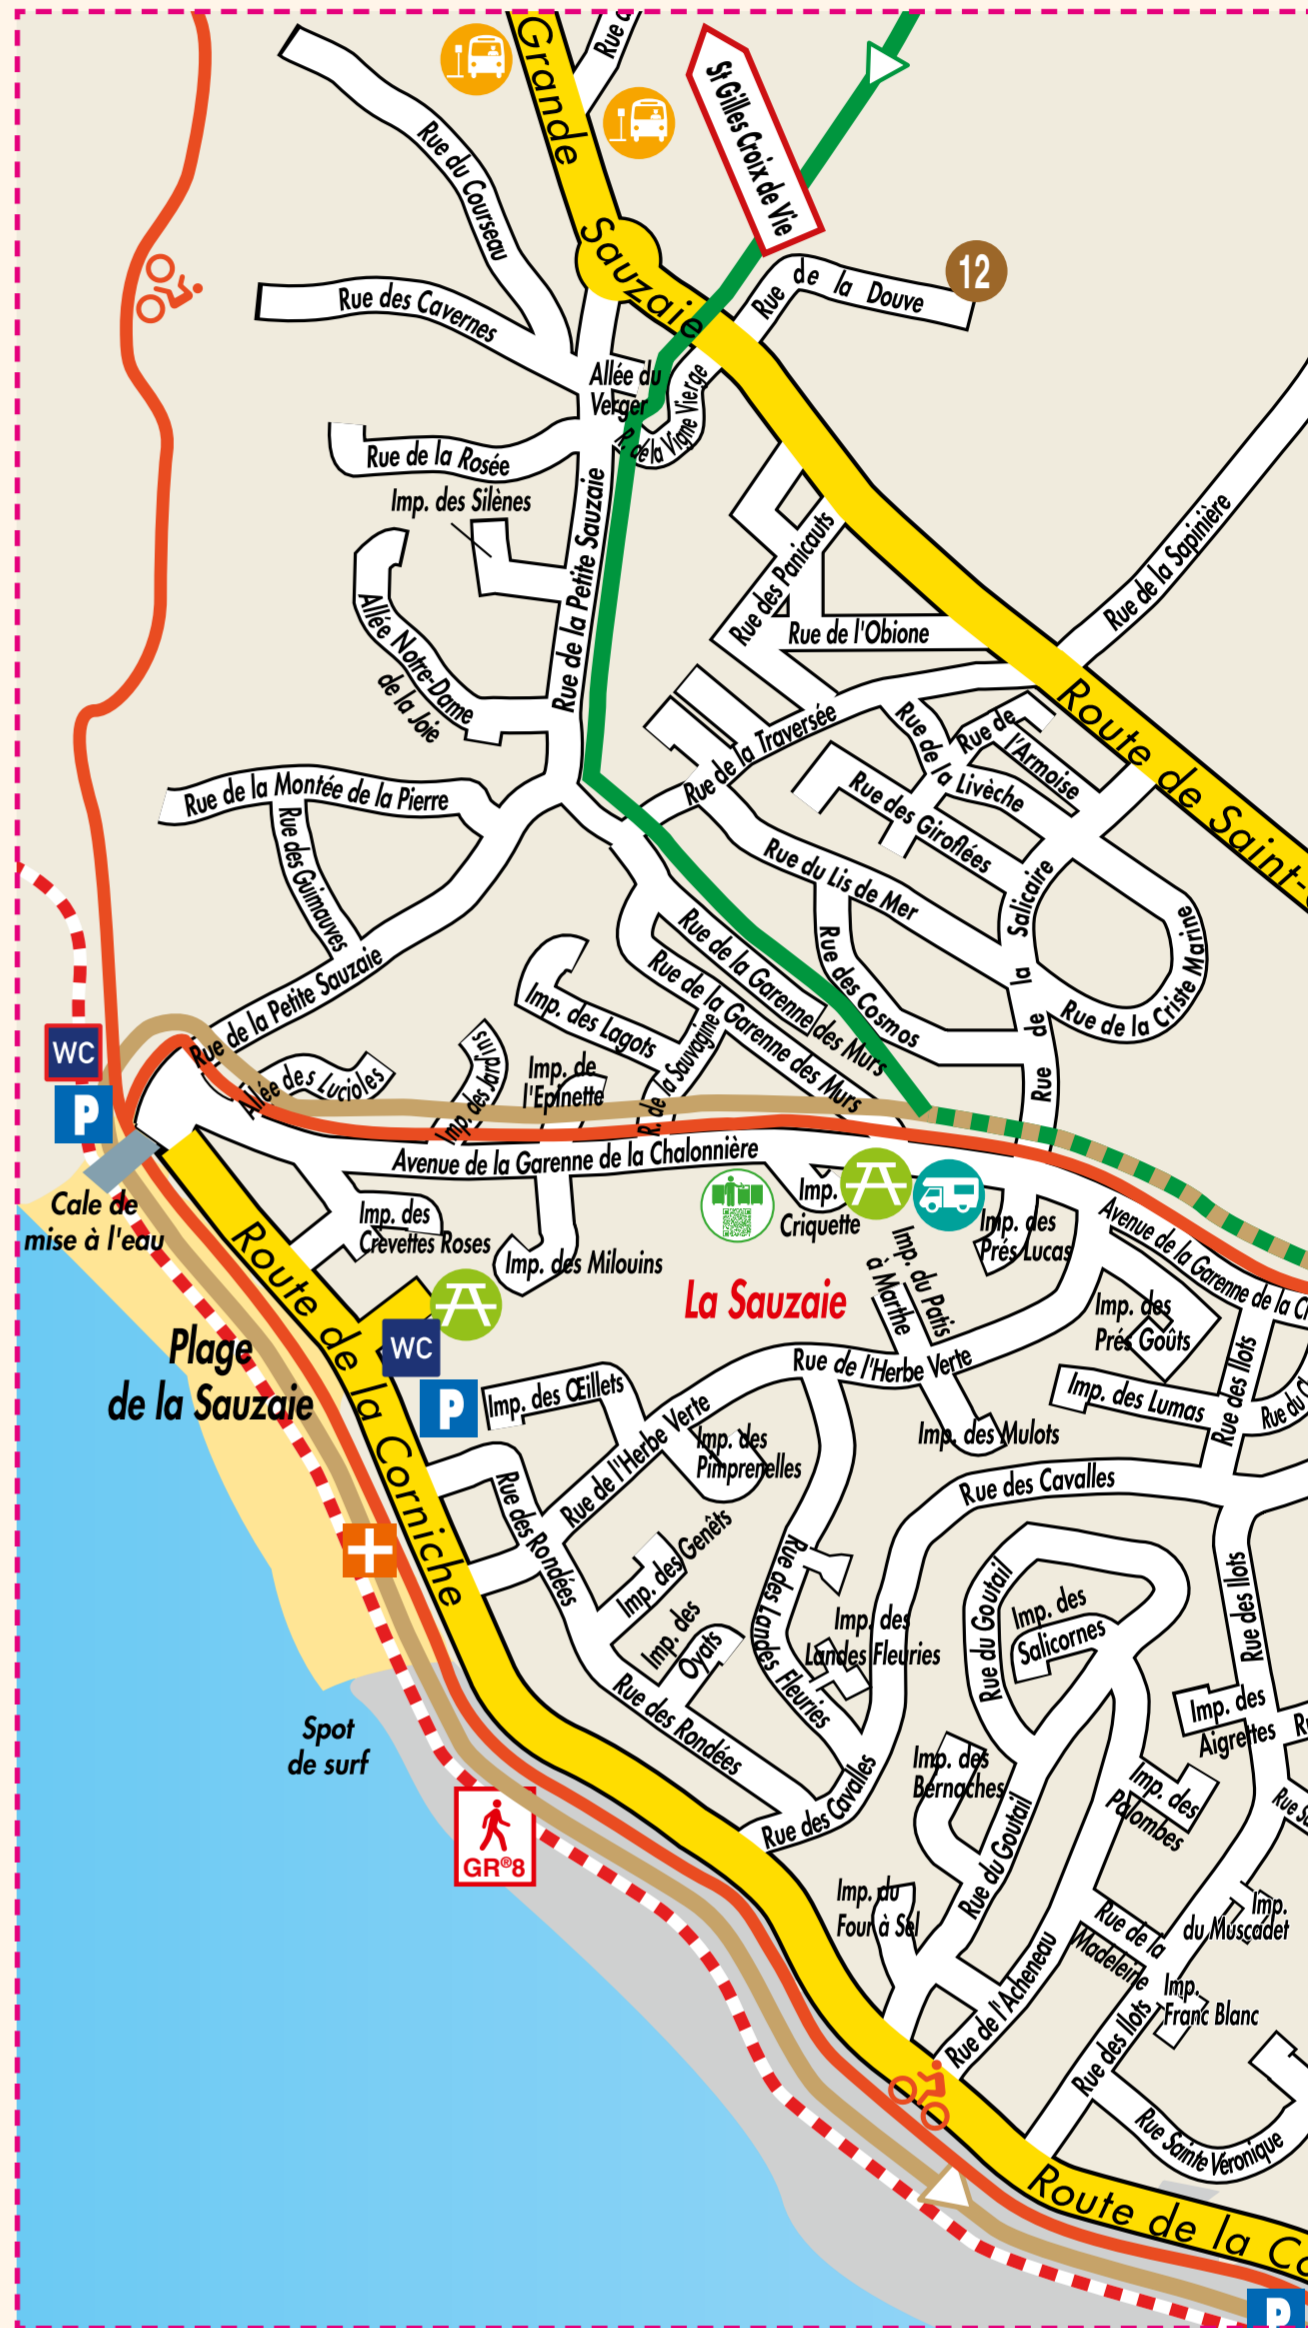 Grande
Sauzaie
Rue d
St Gilles Croix de Vie
12
Rue du Courseau
Rue des Cavernes
Rue de la Douve
Allée du
Verger
R. de la Vigne Vierge
Rue de la Rosée
Imp. des Silènes
Rue de la Petite Sauzaie
Allée Notre-Dame
de la Joie
Rue des Panicauts
Rue de l'Obione
Rue de la Sapinière
Route de Saint-
Rue de la Traversée
Rue de la Livèche
Rue de
l'Armoise
Rue des Giroflées
Rue de la Montée de la Pierre
Rue des Guimauves
Rue du Lis de Mer
Rue de la Salicaire
Rue de la Criste Marine
Rue des Cosmos
Rue de la Garenne des Murs
Rue de la Garenne des Murs
Rue de la Petite Sauzaie
Imp. des Lagots
R. de la Sauvagine
Imp. des Jardins
Imp. de
l'Epinette
Allée des Lucioles
WC
P
Avenue de la Garenne de la Chalonnière
Cale de
mise à l'eau
Imp. des
Crevettes Roses
Imp. des Milouins
Imp.
Criquette
Imp. du Patis
à Marthe
Imp. des
Prés Lucas
Avenue de la Garenne de la C
Imp. des
Prés Goûts
Rue des Ilots
Imp. des Lumas
Rue du
La Sauzaie
Route de la Corniche
WC
P
Plage
de la Sauzaie
Imp. des Œillets
Rue de l'Herbe Verte
Rue de l'Herbe Verte
Imp. des Mulots
Imp. des
Pimprenelles
Rue des Cavalles
Rue des Rondées
Imp. des Genêts
Imp. des
Oyats
Rue des Landes Fleuries
Imp. des
Landes Fleuries
Rue du Goutail
Imp. des
Salicornes
Rue des Ilots
Imp. des
Aigrettes
Rue des Rondées
Rue des Cavalles
Spot
de surf
Imp. des
Bernaches
Imp. des
Palombes
Rue du Goutail
GR®8
Imp. du
Four à Sel
Rue de la
Madeleine
Imp.
du Muscadet
Imp.
Franc Blanc
Rue de l'Acheneau
Rue des Ilots
Rue Sainte Véronique
Route de la Co
P